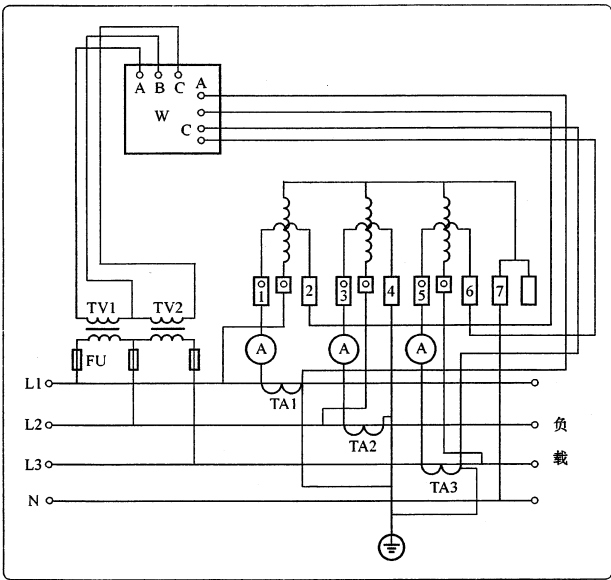 A B C A
W
C
1 2 3 4 5 6 7
TV1 TV2
FU
A A A
L1
TA1
L2 负
TA2
L3 载
TA3
N